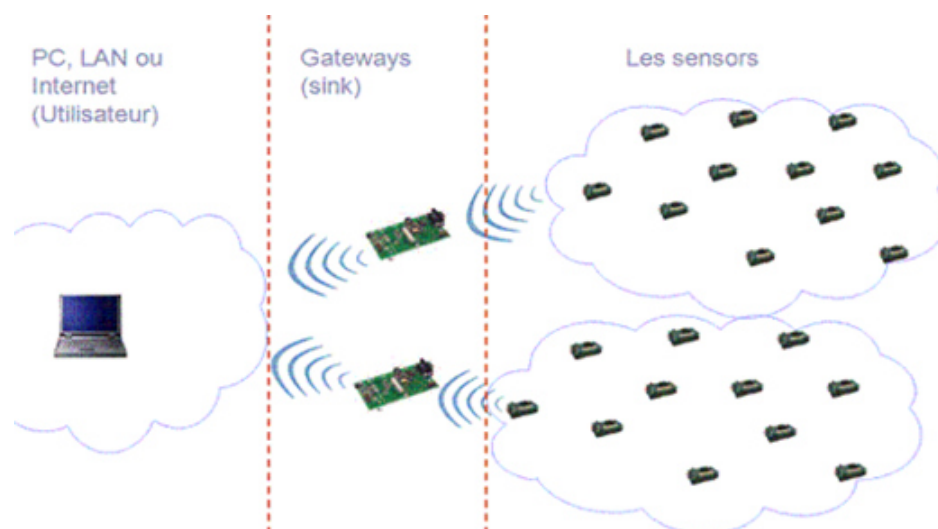 PC, LAN ou
Internet
(Utilisateur)
Gateways
(sink)
Les sensors